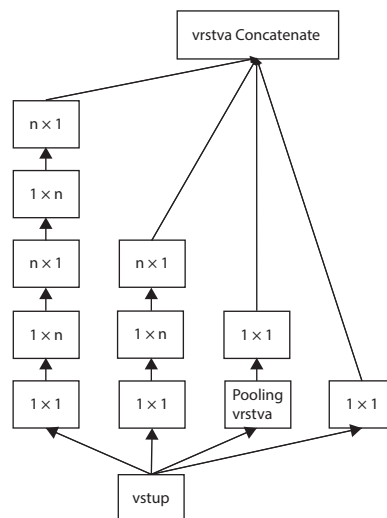 vrstva Concatenate
n × 1
1 × n
n × 1
n × 1
1 × n
1 × n
1 × 1
1 × 1
1 × 1
Pooling
vrstva
1 × 1
vstup